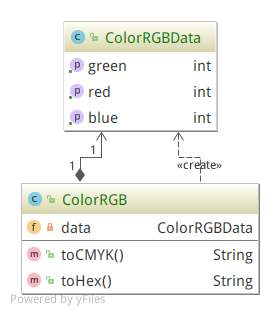 C ColorRGBData
p green int
p red int
p blue int
1
1
«create»
C ColorRGB
f data ColorRGBData
m toCMYK() String
m toHex() String
Powered by yFiles